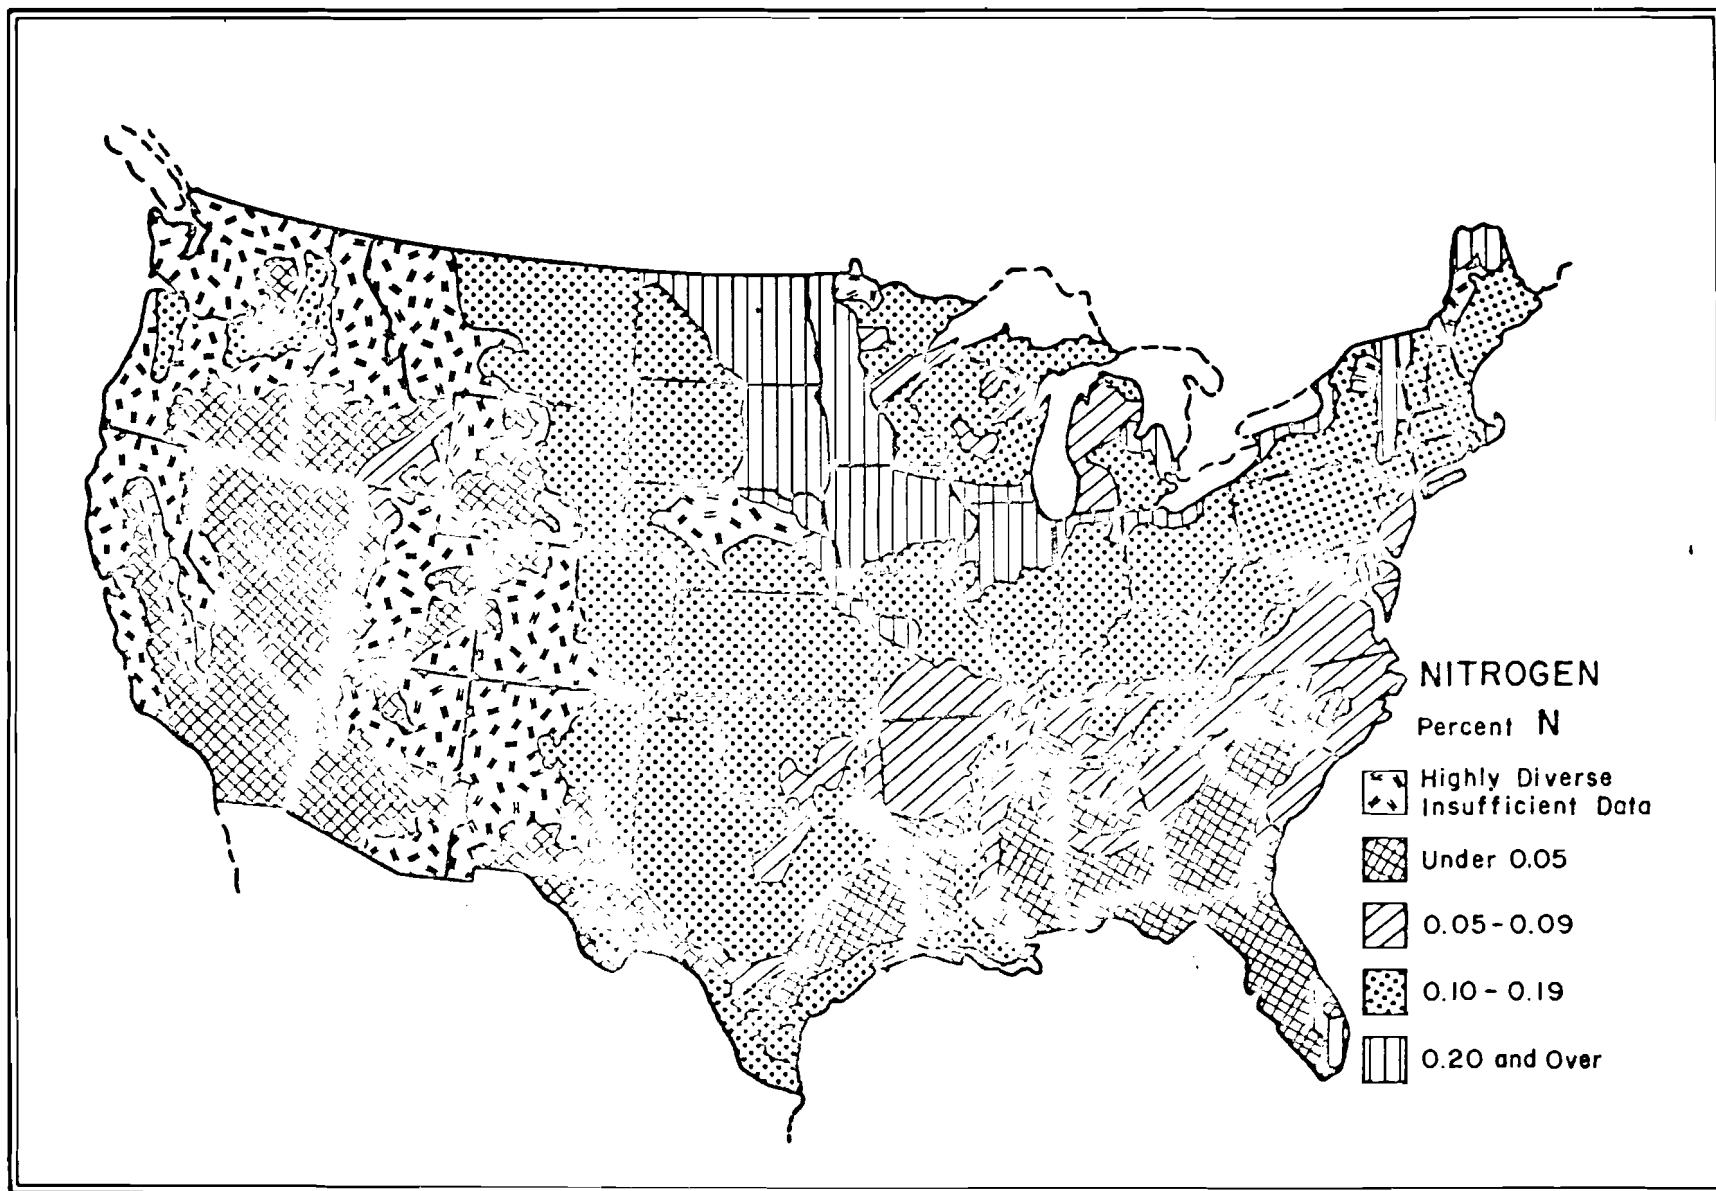 NITROGEN
Percent N
Highly Diverse
Insufficient Data
Under 0.05
0.05-0.09
0.10-0.19
0.20 and Over